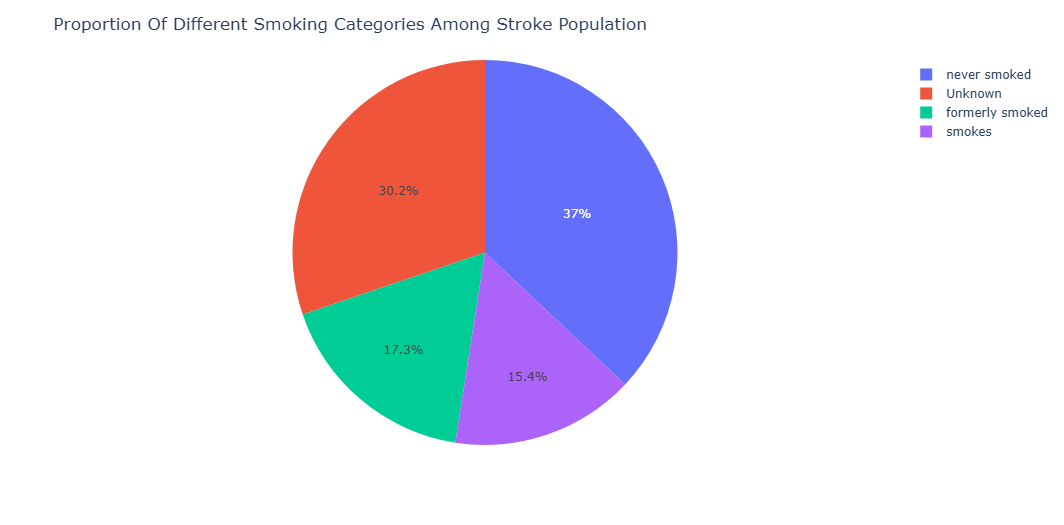 Proportion Of Different Smoking Categories Among Stroke Population
never smoked
Unknown
formerly smoked
smokes
30.2%
37%
17.3%
15.4%